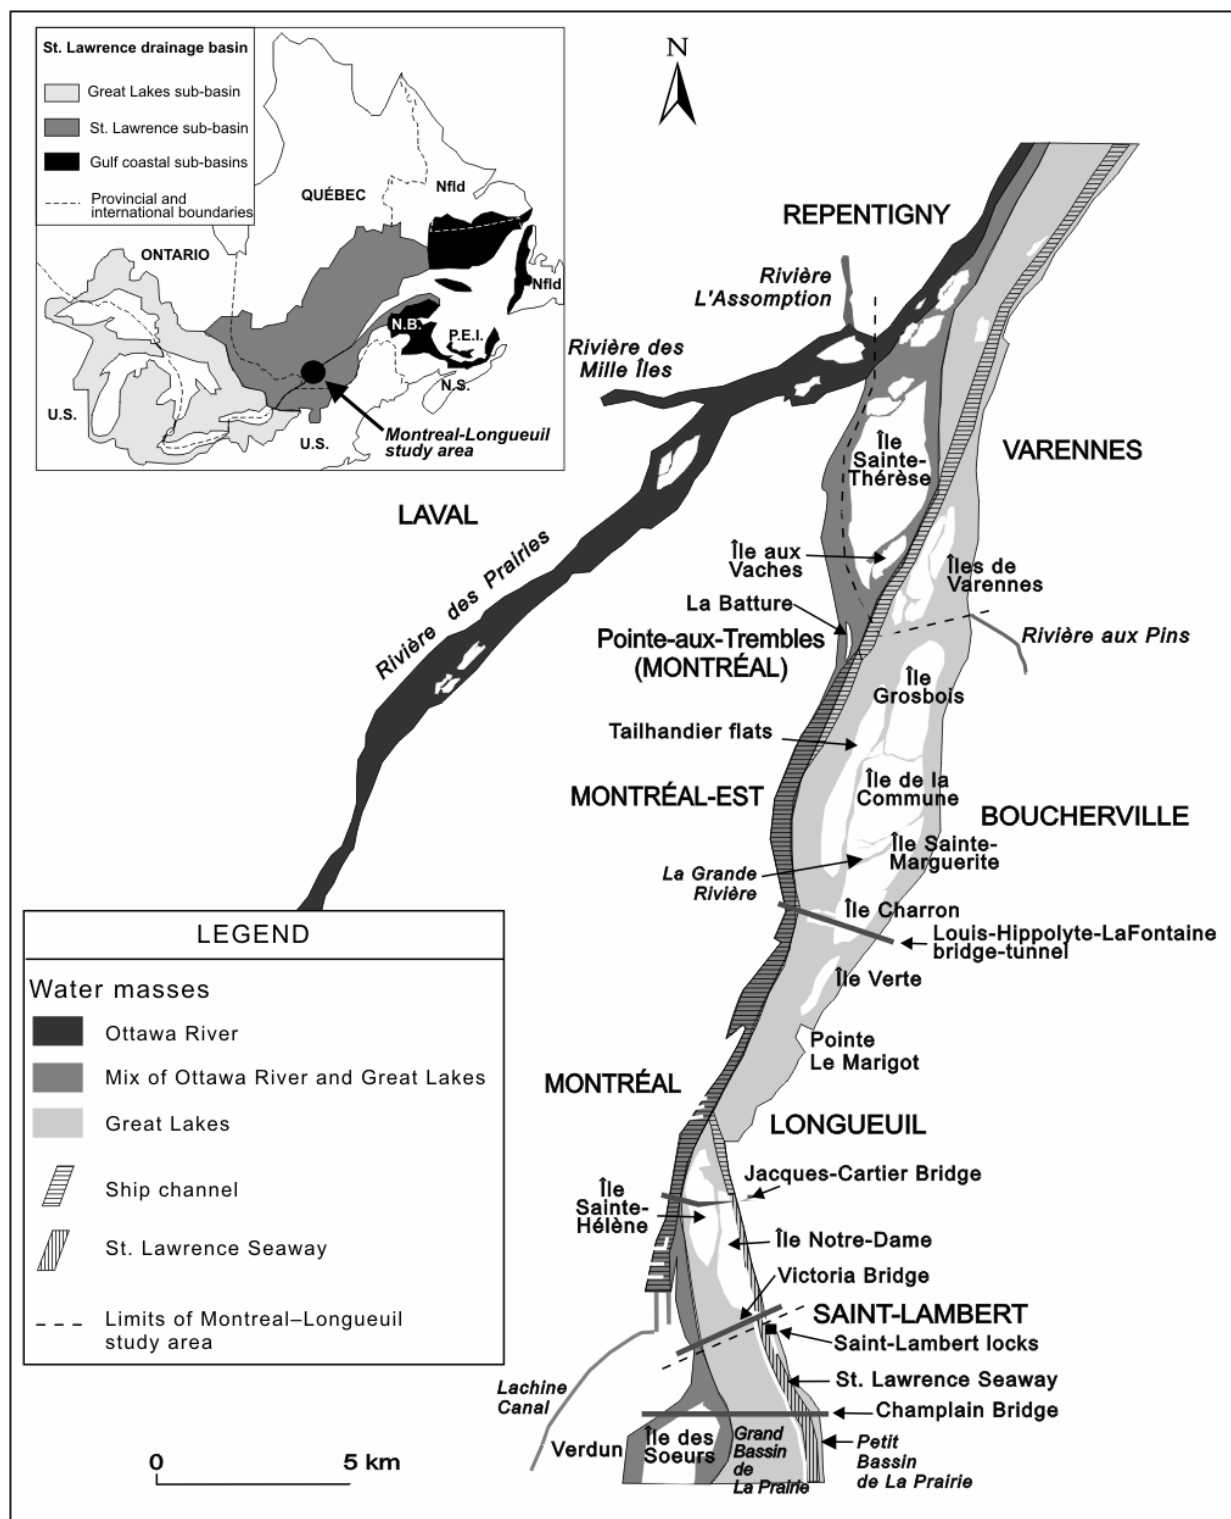 St. Lawrence drainage basin
Great Lakes sub-basin
St. Lawrence sub-basin
Gulf coastal sub-basins
Provincial and
international boundaries
QUÉBEC
Nfld
ONTARIO
Nfld
N.B.
P.E.I.
N.S.
U.S.
U.S.
Montreal-Longueuil
study area
N
REPENTIGNY
Rivière
L'Assomption
Rivière des
Mille Îles
Île
Sainte-
Thérèse
VARENNES
LAVAL
Rivière des Prairies
Île aux
Vaches
Îles de
Varennes
La Batture
Rivière aux Pins
Pointe-aux-Trembles
(MONTRÉAL)
Île
Grosbois
Tailhandier flats
Île de la
Commune
MONTRÉAL-EST
BOUCHERVILLE
Île Sainte-
Marguerite
La Grande
Rivière
Île Charron
Louis-Hippolyte-LaFontaine
bridge-tunnel
Île Verte
Pointe
Le Marigot
MONTRÉAL
LONGUEUIL
Jacques-Cartier Bridge
Île
Sainte-
Hélène
Île Notre-Dame
Victoria Bridge
SAINT-LAMBERT
Saint-Lambert locks
St. Lawrence Seaway
Lachine
Canal
Champlain Bridge
Verdun
Île des
Soeurs
Grand
Bassin
de
La Prairie
Petit
Bassin
de La Prairie
LEGEND
Water masses
Ottawa River
Mix of Ottawa River and Great Lakes
Great Lakes
Ship channel
St. Lawrence Seaway
Limits of Montreal–Longueuil
study area
0 5 km